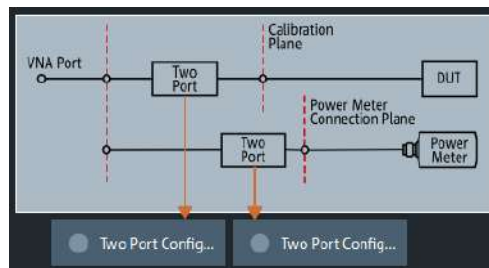 Calibration
Plane
VNA Port
Two
Port
DUT
Power Meter
Connection Plane
Two
Port
Power
Meter
Two Port Config...
Two Port Config...